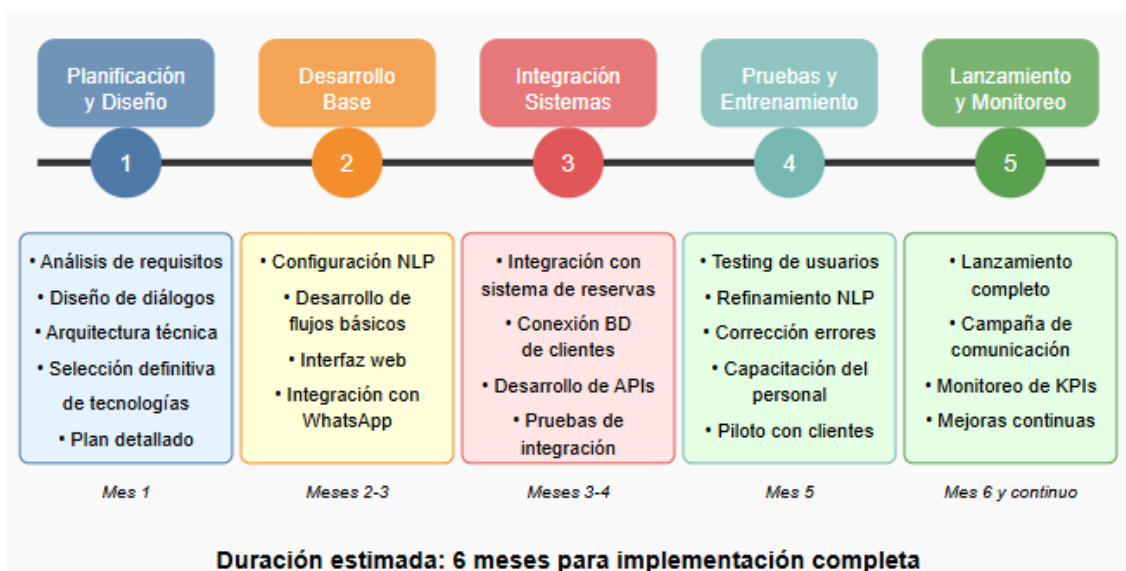 Planificación
y Diseño
Desarrollo
Base
Integración
Sistemas
Pruebas y
Entrenamiento
Lanzamiento
y Monitoreo
1
2
3
4
5
• Análisis de requisitos
• Diseño de diálogos
• Arquitectura técnica
• Selección definitiva
de tecnologías
• Plan detallado
• Configuración NLP
• Desarrollo de
flujos básicos
• Interfaz web
• Integración con
WhatsApp
• Integración con
sistema de reservas
• Conexión BD
de clientes
• Desarrollo de APIs
• Pruebas de
integración
• Testing de usuarios
• Refinamiento NLP
• Corrección errores
• Capacitación del
personal
• Piloto con clientes
• Lanzamiento
completo
• Campaña de
comunicación
• Monitoreo de KPIs
• Mejoras continuas
Mes 1
Meses 2-3
Meses 3-4
Mes 5
Mes 6 y continuo
Duración estimada: 6 meses para implementación completa